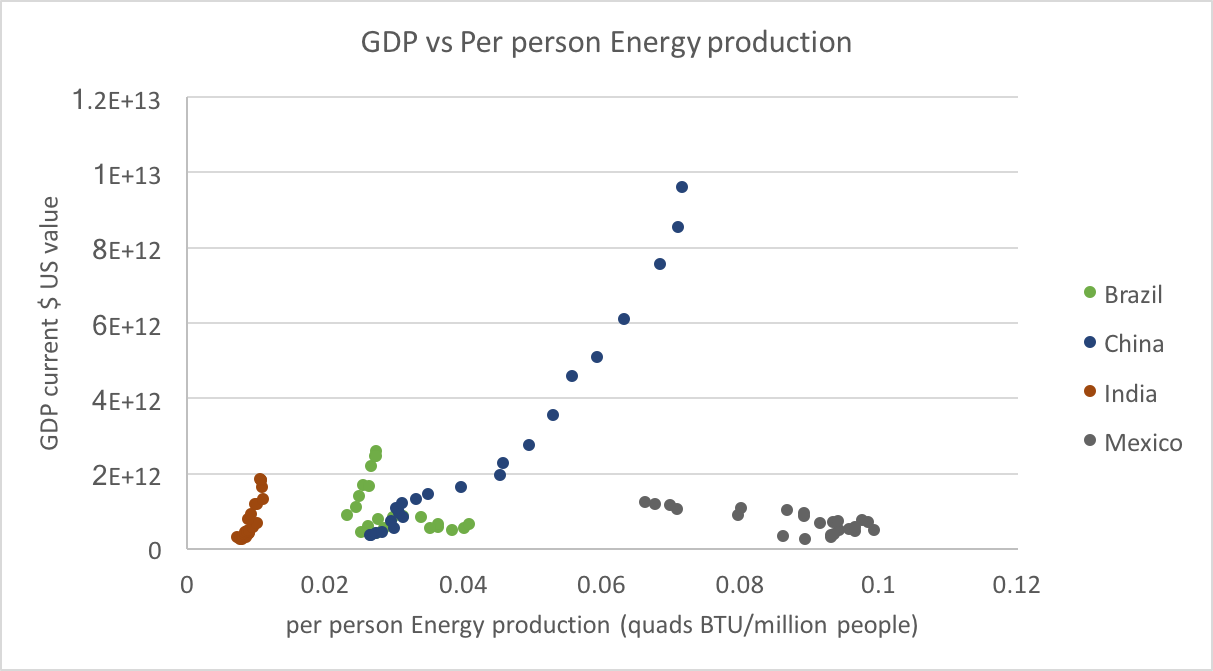 GDP vs Per person Energy production
1.2E+13
1E+13
8E+12
6E+12
4E+12
2E+12
0
GDP current $ US value
0
0.02
0.04
0.06
0.08
0.1
0.12
per person Energy production (quads BTU/million people)
Brazil
China
India
Mexico